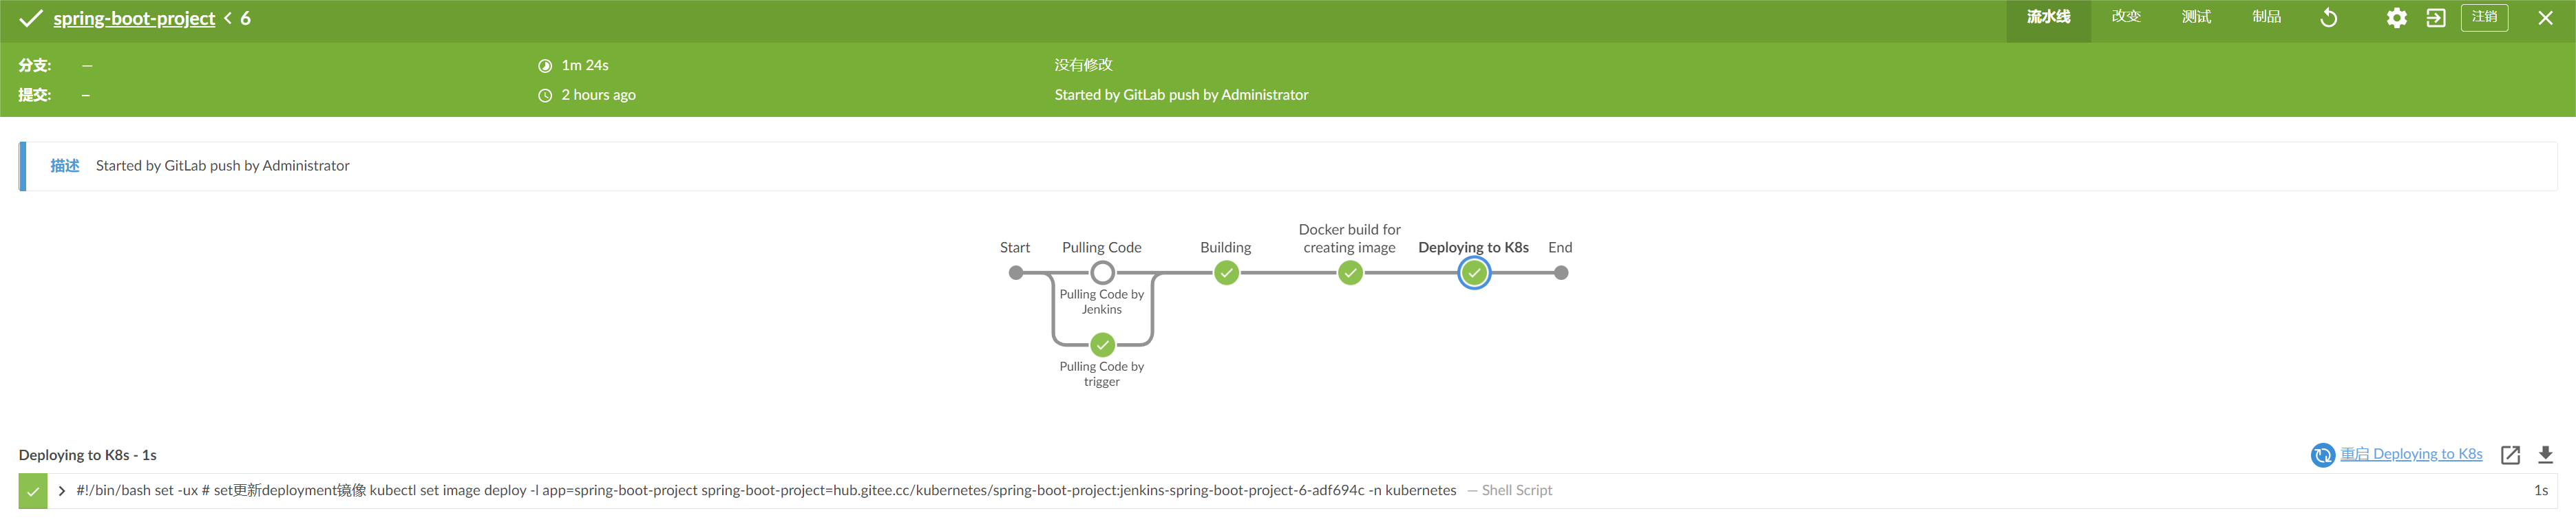 spring-boot-project < 6
流水线 改变 测试 制品 注销
分支: — 1m 24s 没有修改
提交: – 2 hours ago Started by GitLab push by Administrator
描述 Started by GitLab push by Administrator
Start Pulling Code Building Docker build for creating image Deploying to K8s End
Pulling Code by
Jenkins
Pulling Code by
trigger
Deploying to K8s - 1s 重启 Deploying to K8s
#!/bin/bash set -ux # set更新deployment镜像 kubectl set image deploy -l app=spring-boot-project spring-boot-project=hub.gitee.cc/kubernetes/spring-boot-project:jenkins-spring-boot-project-6-adf694c -n kubernetes — Shell Script 1s